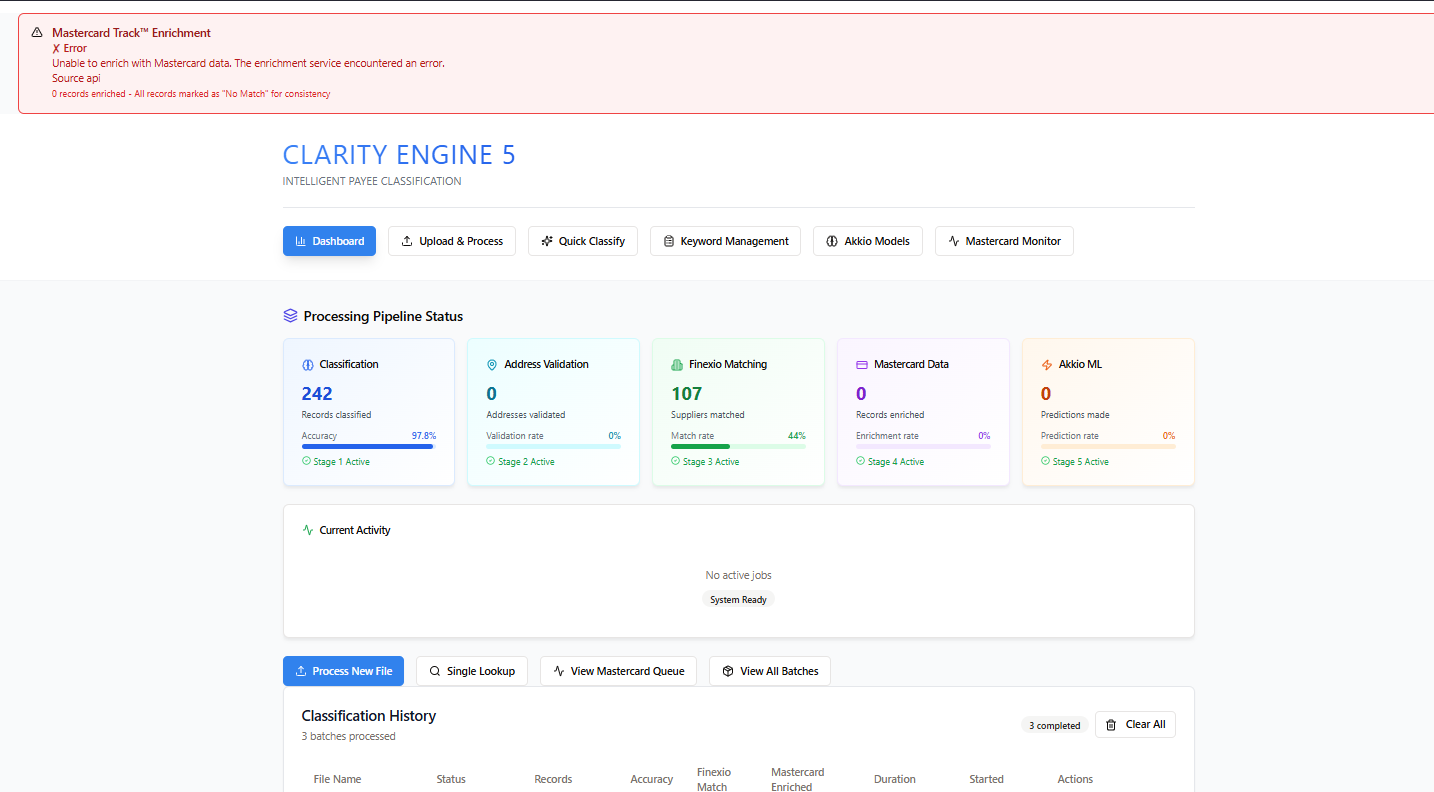 Mastercard Track™ Enrichment
✗ Error
Unable to enrich with Mastercard data. The enrichment service encountered an error.
Source api
0 records enriched - All records marked as "No Match" for consistency
CLARITY ENGINE 5
INTELLIGENT PAYEE CLASSIFICATION
Dashboard
Upload & Process
Quick Classify
Keyword Management
Akkio Models
Mastercard Monitor
Processing Pipeline Status
Classification
242
Records classified
Accuracy 97.8%
Stage 1 Active
Address Validation
0
Addresses validated
Validation rate 0%
Stage 2 Active
Finexio Matching
107
Suppliers matched
Match rate 44%
Stage 3 Active
Mastercard Data
0
Records enriched
Enrichment rate 0%
Stage 4 Active
Akkio ML
0
Predictions made
Prediction rate 0%
Stage 5 Active
Current Activity
No active jobs
System Ready
Process New File
Single Lookup
View Mastercard Queue
View All Batches
Classification History
3 batches processed
3 completed
Clear All
File Name
Status
Records
Accuracy
Finexio
Match
Mastercard
Enriched
Duration
Started
Actions